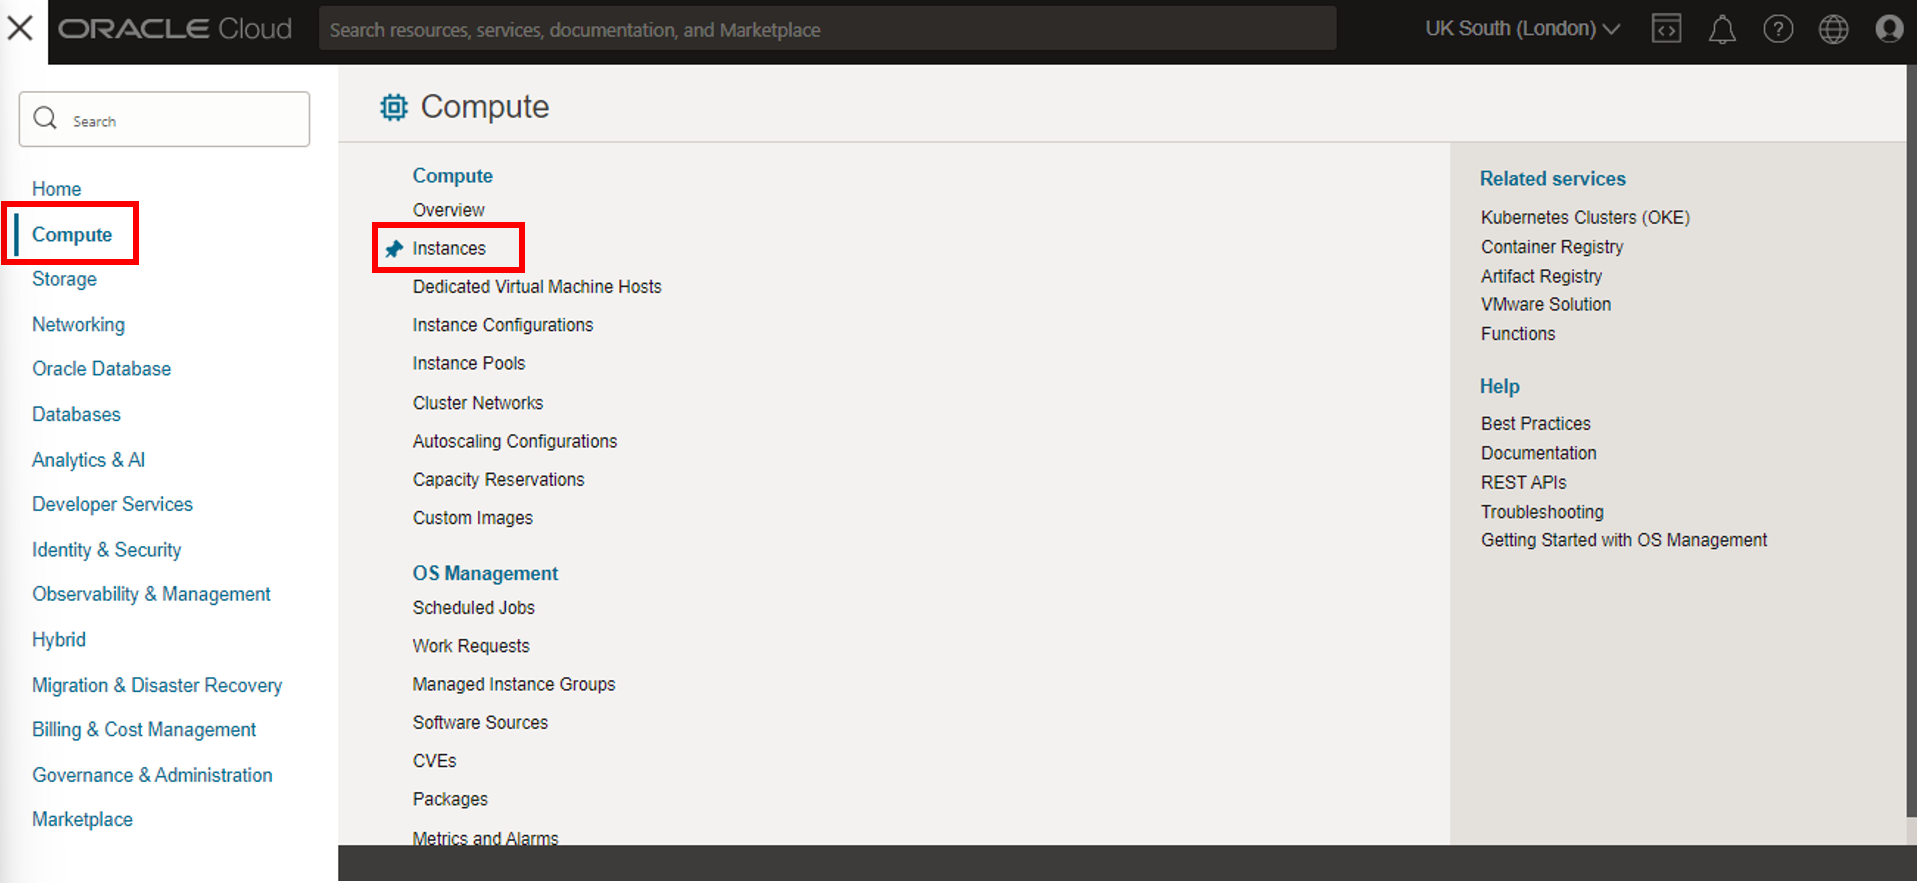 ORACLE Cloud
Search resources, services, documentation, and Marketplace
UK South (London)
Search
Home
Compute
Storage
Networking
Oracle Database
Databases
Analytics & AI
Developer Services
Identity & Security
Observability & Management
Hybrid
Migration & Disaster Recovery
Billing & Cost Management
Governance & Administration
Marketplace
Compute
Compute
Overview
Instances
Dedicated Virtual Machine Hosts
Instance Configurations
Instance Pools
Cluster Networks
Autoscaling Configurations
Capacity Reservations
Custom Images
OS Management
Scheduled Jobs
Work Requests
Managed Instance Groups
Software Sources
CVEs
Packages
Metrics and Alarms
Related services
Kubernetes Clusters (OKE)
Container Registry
Artifact Registry
VMware Solution
Functions
Help
Best Practices
Documentation
REST APIs
Troubleshooting
Getting Started with OS Management